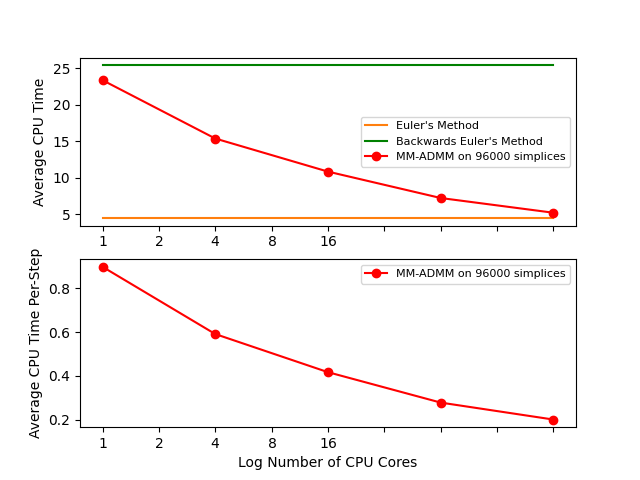 25
20
15
10
5
Average CPU Time
Euler's Method
Backwards Euler's Method
MM-ADMM on 96000 simplices
1 2 4 8 16
0.8
0.6
0.4
0.2
Average CPU Time Per-Step
MM-ADMM on 96000 simplices
1 2 4 8 16
Log Number of CPU Cores